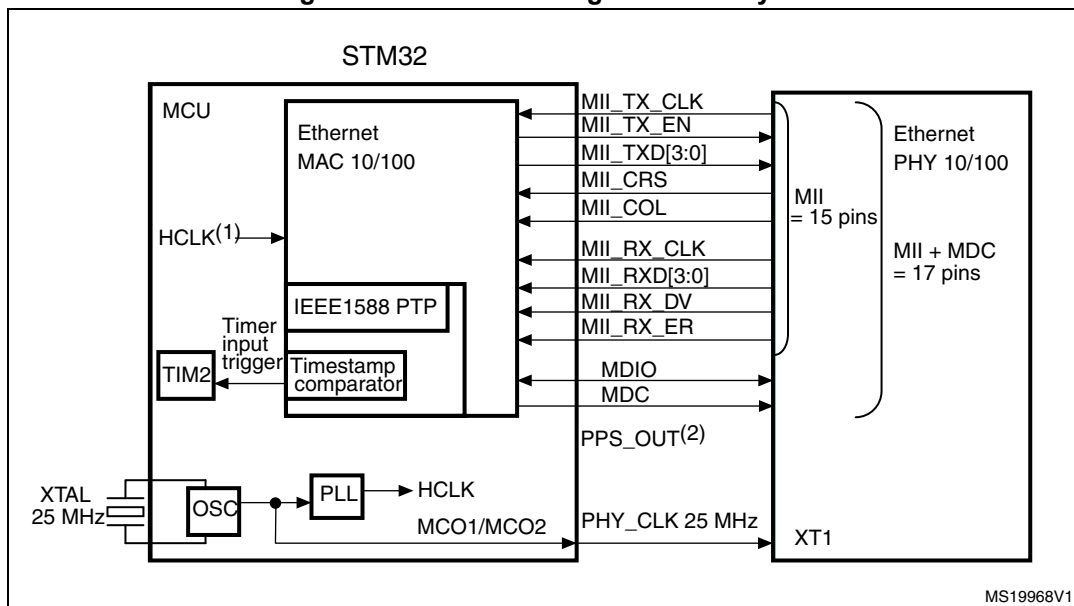 STM32
MCU
Ethernet
MAC 10/100
HCLK(1)
IEEE1588 PTP
Timer
input
trigger
Timestamp
comparator
TIM2
XTAL
25 MHz
OSC
PLL
HCLK
MCO1/MCO2
MII_TX_CLK
MII_TX_EN
MII_TXD[3:0]
MII_CRS
MII_COL
MII_RX_CLK
MII_RXD[3:0]
MII_RX_DV
MII_RX_ER
MDIO
MDC
PPS_OUT(2)
PHY_CLK 25 MHz
MII
= 15 pins
Ethernet
PHY 10/100
MII + MDC
= 17 pins
XT1
MS19968V1